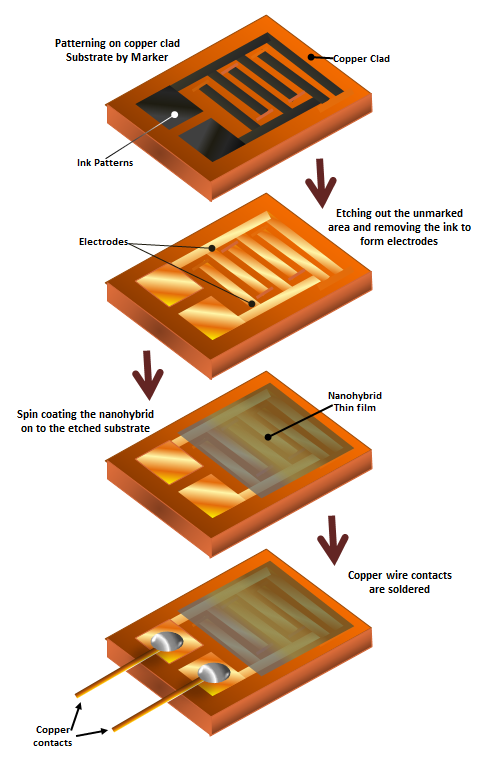 Patterning on copper clad
Substrate by Marker
Copper Clad
Ink Patterns
Etching out the unmarked
area and removing the ink to
form electrodes
Electrodes
Spin coating the nanohybrid
on to the etched substrate
Nanohybrid
Thin film
Copper wire contacts
are soldered
Copper
contacts